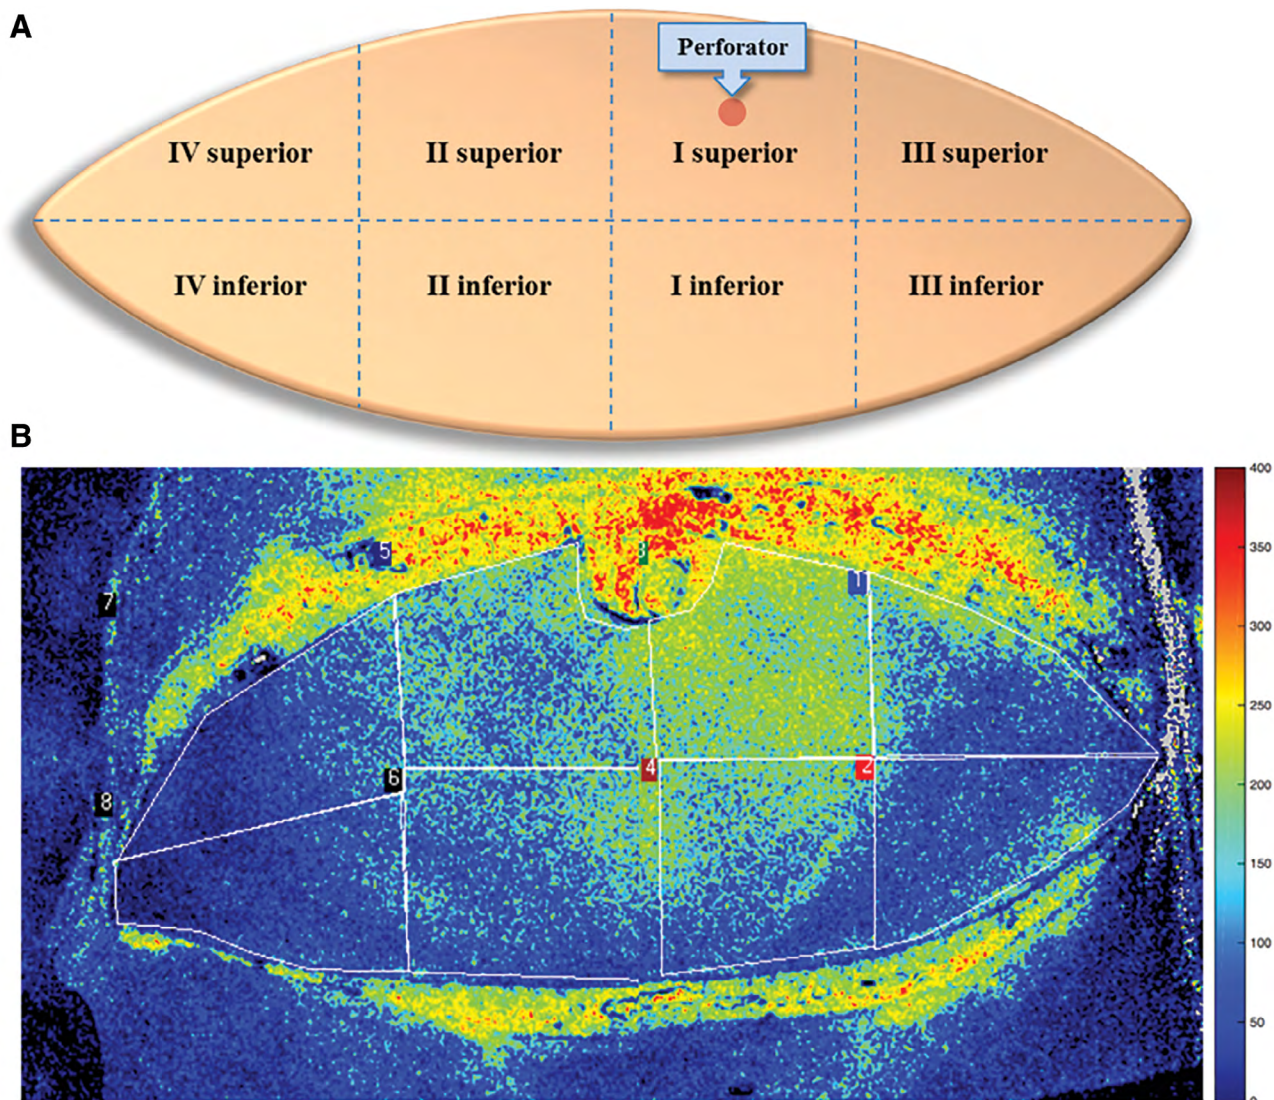 A
Perforator
IV superior
II superior
I superior
III superior
IV inferior
II inferior
I inferior
III inferior
B
400
350
300
250
200
150
100
50
0
5
3
1
7
4
2
6
8